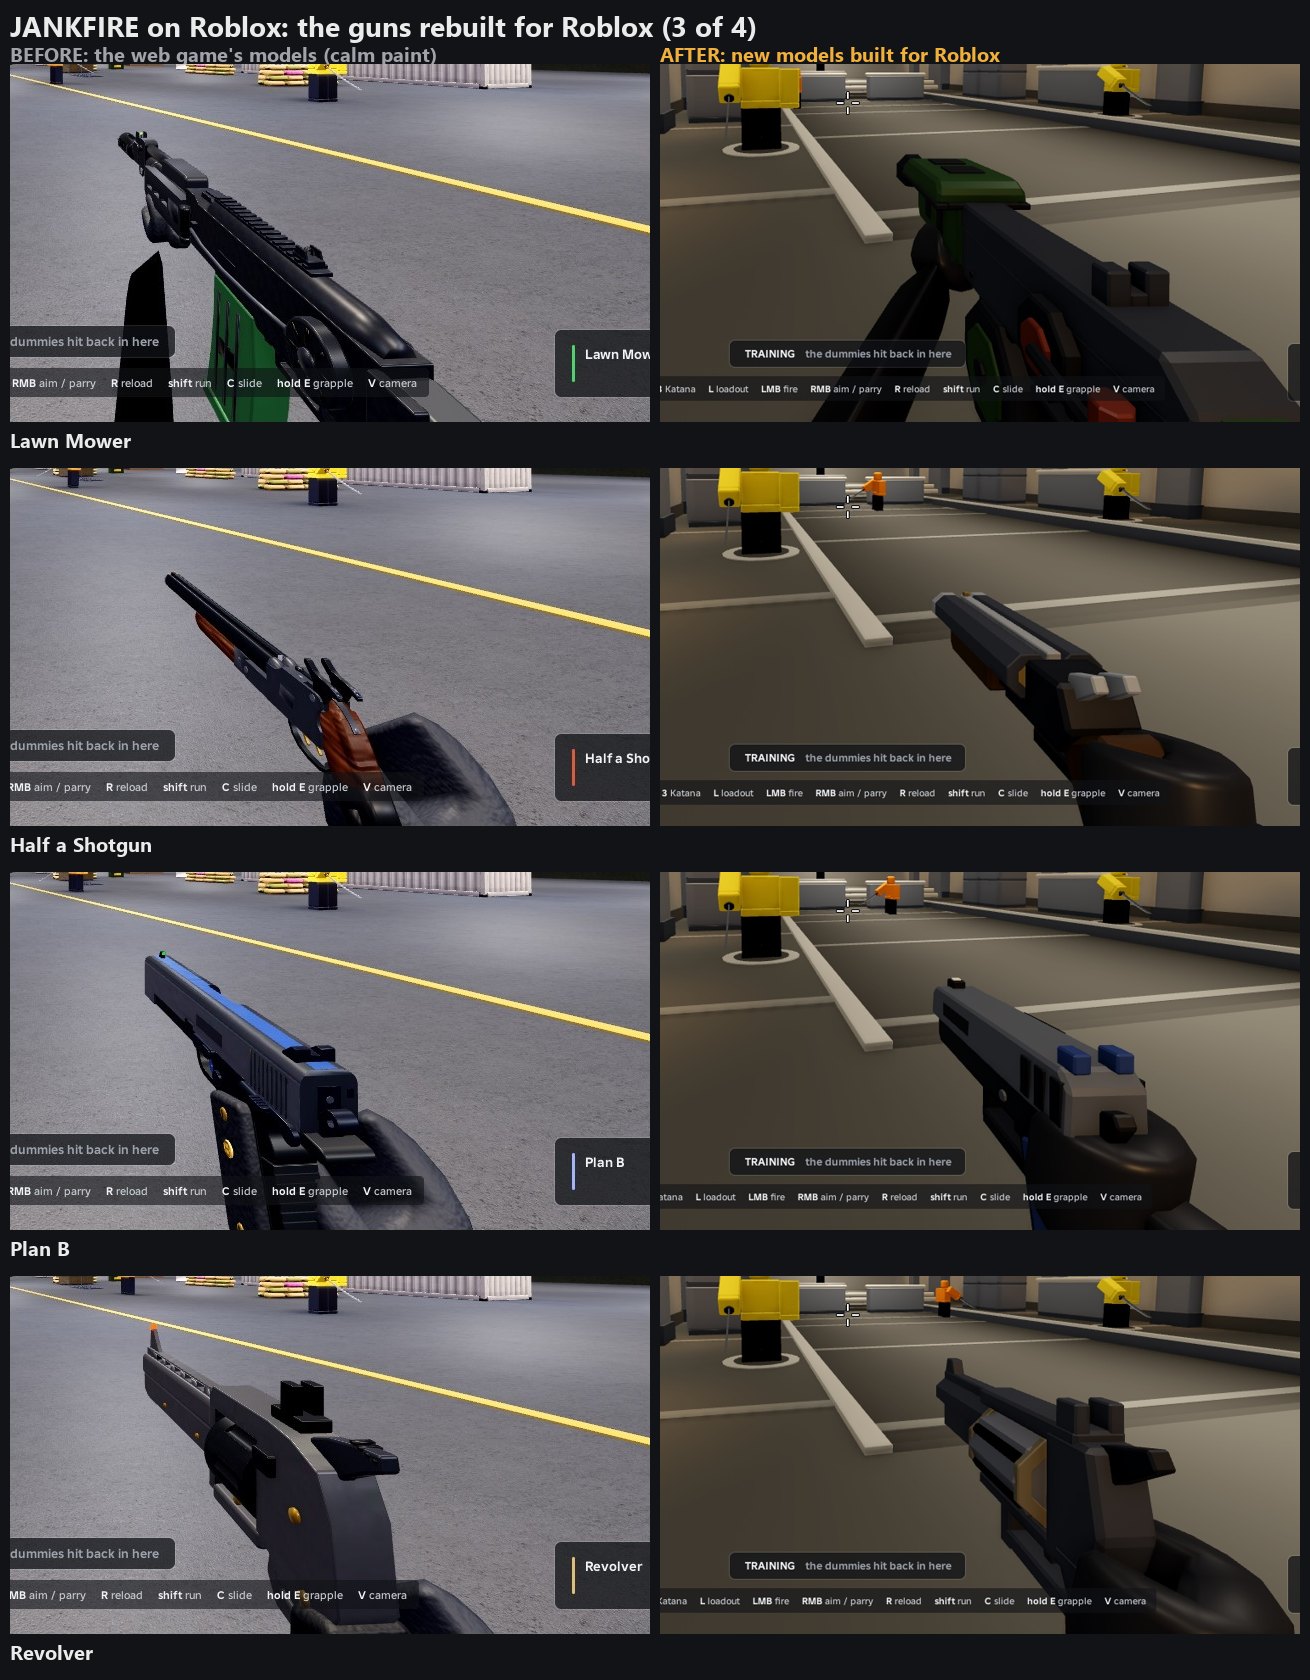 JANKFIRE on Roblox: the guns rebuilt for Roblox (3 of 4)
BEFORE: the web game's models (calm paint)
AFTER: new models built for Roblox
dummies hit back in here
Lawn Mow
RMB aim / parry R reload shift run C slide hold E grapple V camera
TRAINING the dummies hit back in here
Katana L loadout LMB fire RMB aim / parry R reload shift run C slide hold E grapple V camera
Lawn Mower
dummies hit back in here
Half a Sho
RMB aim / parry R reload shift run C slide hold E grapple V camera
TRAINING the dummies hit back in here
3 Katana L loadout LMB fire RMB aim / parry R reload shift run C slide hold E grapple V camera
Half a Shotgun
dummies hit back in here
Plan B
RMB aim / parry R reload shift run C slide hold E grapple V camera
TRAINING the dummies hit back in here
atana L loadout LMB fire RMB aim / parry R reload shift run C slide hold E grapple V camera
Plan B
dummies hit back in here
Revolver
MB aim / parry R reload shift run C slide hold E grapple V camera
TRAINING the dummies hit back in here
Katana L loadout LMB fire RMB aim / parry R reload shift run C slide hold E grapple V camera
Revolver